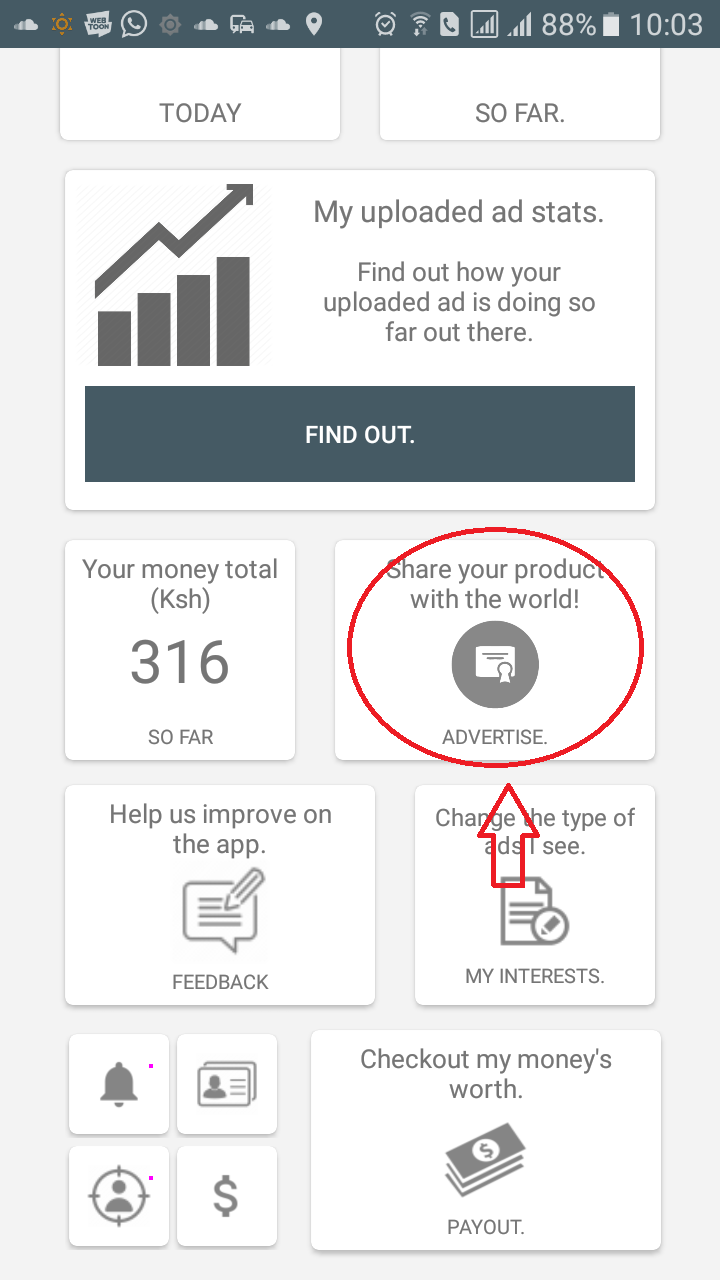 WEB
TOON
88%
10:03
TODAY
SO FAR.
My uploaded ad stats.
Find out how your
uploaded ad is doing so
far out there.
FIND OUT.
Your money total
(Ksh)
316
SO FAR
Share your product
with the world!
ADVERTISE.
Help us improve on
the app.
FEEDBACK
Change the type of
ads I see.
MY INTERESTS.
Checkout my money's
worth.
PAYOUT.